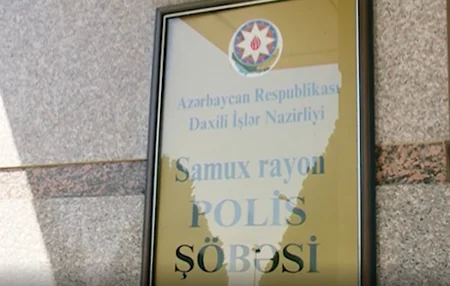 Azərbaycan Respublikası
Daxili İşlər Nazirliyi
Samux rayon
POLİS
ŞÖBƏSİ